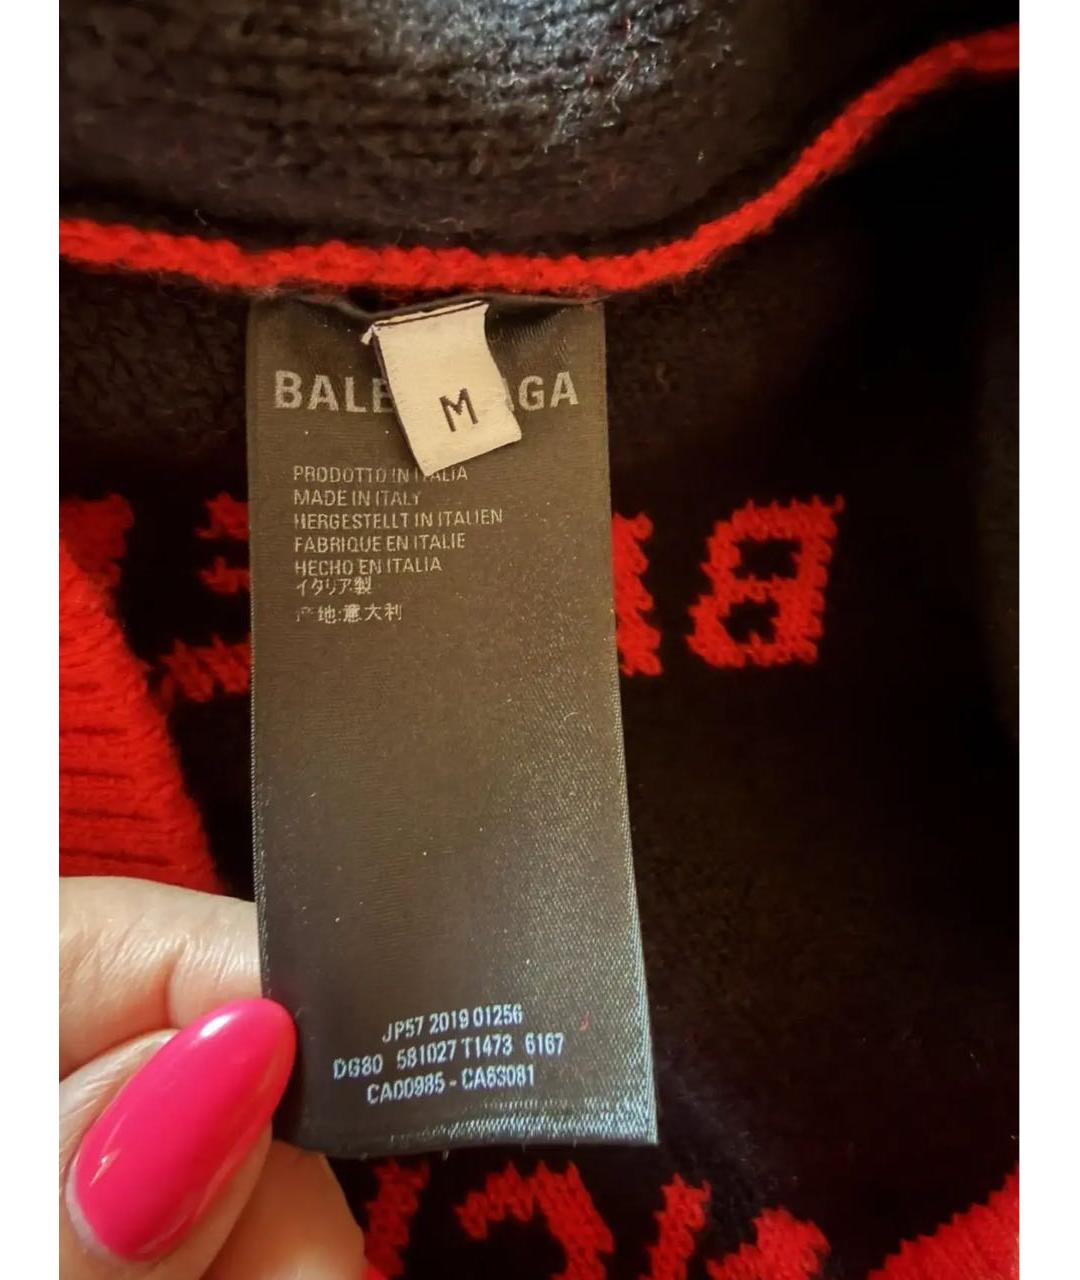 BALE AGA
M
PRODOTTO IN ITALIA
MADE IN ITALY
HERGESTELLT IN ITALIEN
FABRIQUE EN ITALIE
HECHO EN ITALIA
イタリア製
产地:意大利
JP57 2019 01256
DG80 581027 T1473 6167
CA00985 - CA63081